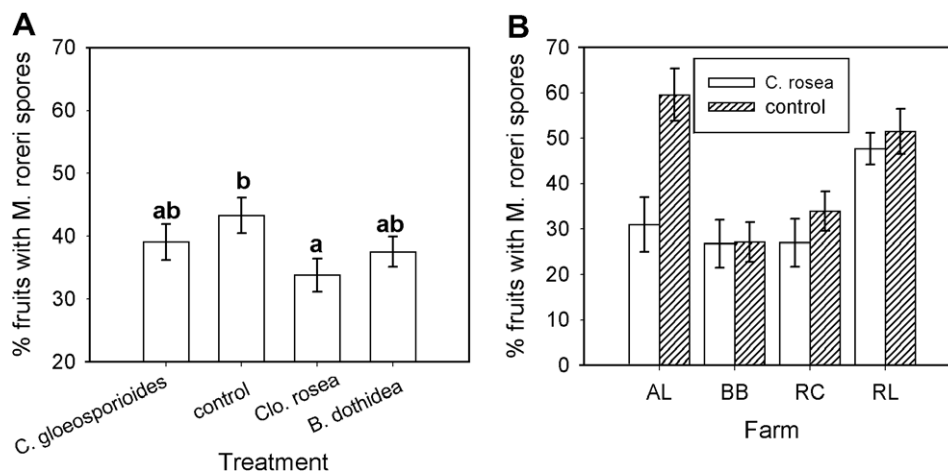 A
% fruits with M. roreri spores
70
60
50
40
30
20
ab
b
a
ab
C. gloeosporioides
control
Clo. rosea
B. dothidea
Treatment
B
% fruits with M. roreri spores
70
60
50
40
30
20
10
0
C. rosea
control
AL BB RC RL
Farm